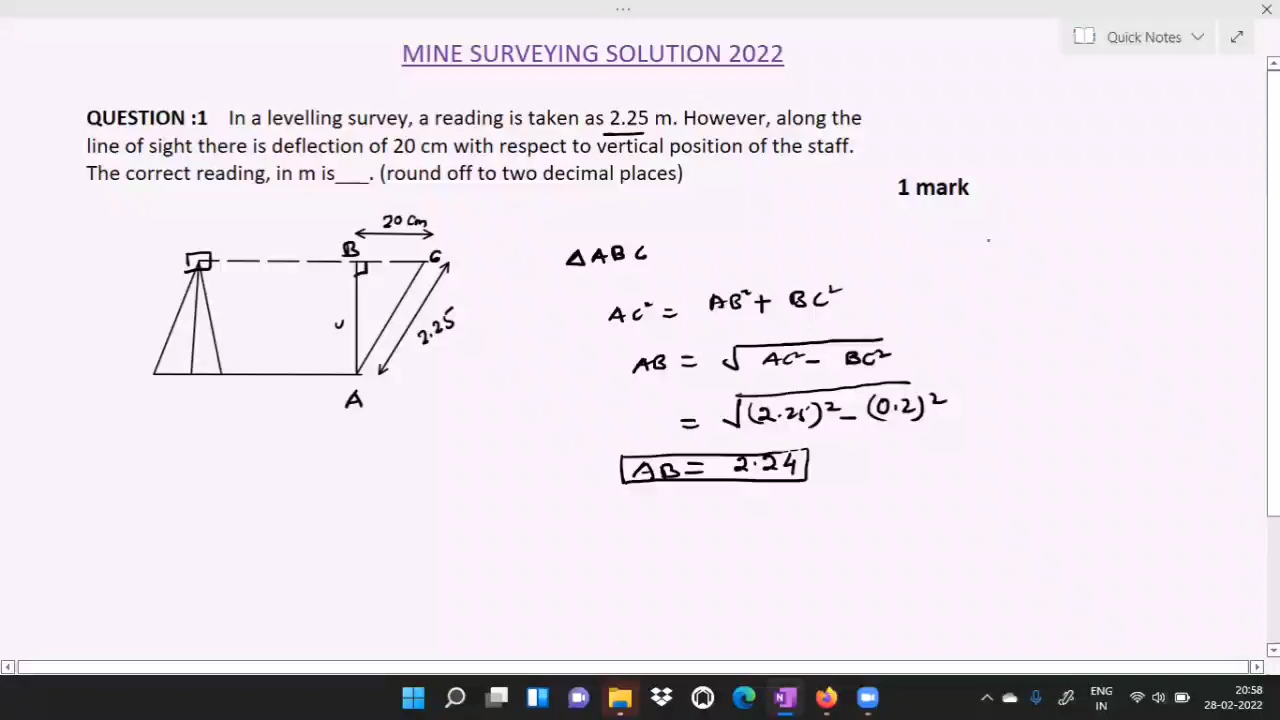 Quick Notes
MINE SURVEYING SOLUTION 2022
QUESTION :1 In a levelling survey, a reading is taken as 2.25 m. However, along the
line of sight there is deflection of 20 cm with respect to vertical position of the staff.
The correct reading, in m is___. (round off to two decimal places)
1 mark
20 Cm
B
C
2.25
A
Δ ABC
AC² = AB² + BC²
AB = √AC² - BC²
= √(2.25)² - (0.2)²
AB = 2.24
ENG
IN
20:58
28-02-2022